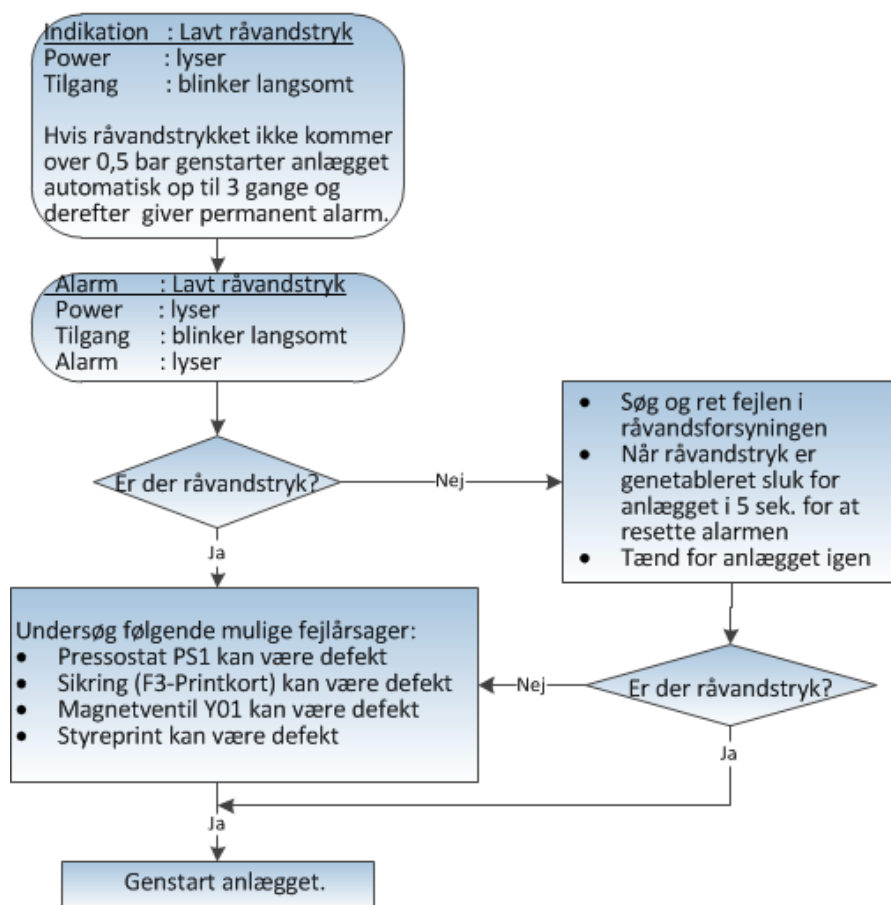 Indikation : Lavt råvandstryk
Power : lyser
Tilgang : blinker langsomt
Hvis råvandstrykket ikke kommer
over 0,5 bar genstarter anlægget
automatisk op til 3 gange og
derefter giver permanent alarm.
Alarm : Lavt råvandstryk
Power : lyser
Tilgang : blinker langsomt
Alarm : lyser
Er der råvandstryk?
Nej
• Søg og ret fejlen i
råvandsforsyningen
• Når råvandstryk er
genetableret sluk for
anlægget i 5 sek. for at
resette alarmen
• Tænd for anlægget igen
Ja
Undersøg følgende mulige fejlårsager:
• Pressostat PS1 kan være defekt
• Sikring (F3-Printkort) kan være defekt
• Magnetventil Y01 kan være defekt
• Styreprint kan være defekt
Nej
Er der råvandstryk?
Ja
Ja
Genstart anlægget.